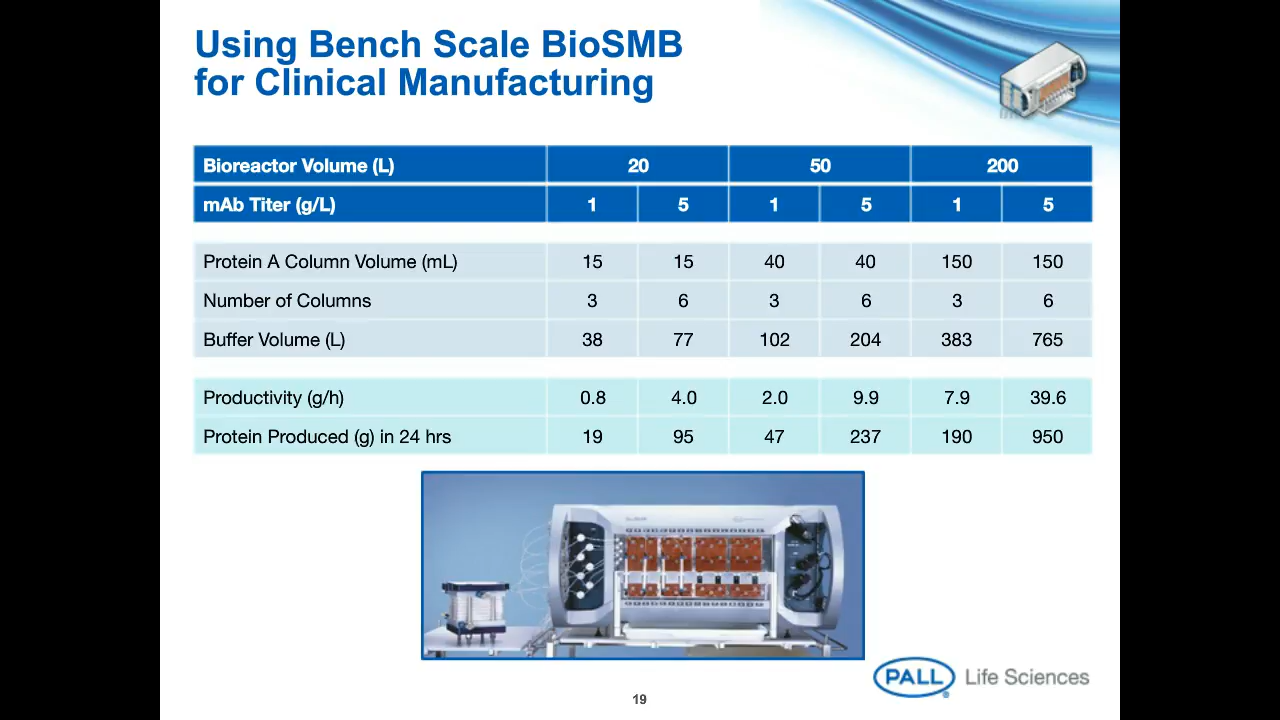 Using Bench Scale BioSMB
for Clinical Manufacturing
Bioreactor Volume (L) 20 50 200
mAb Titer (g/L) 1 5 1 5 1 5
Protein A Column Volume (mL) 15 15 40 40 150 150
Number of Columns 3 6 3 6 3 6
Buffer Volume (L) 38 77 102 204 383 765
Productivity (g/h) 0.8 4.0 2.0 9.9 7.9 39.6
Protein Produced (g) in 24 hrs 19 95 47 237 190 950
PALL® Life Sciences
19